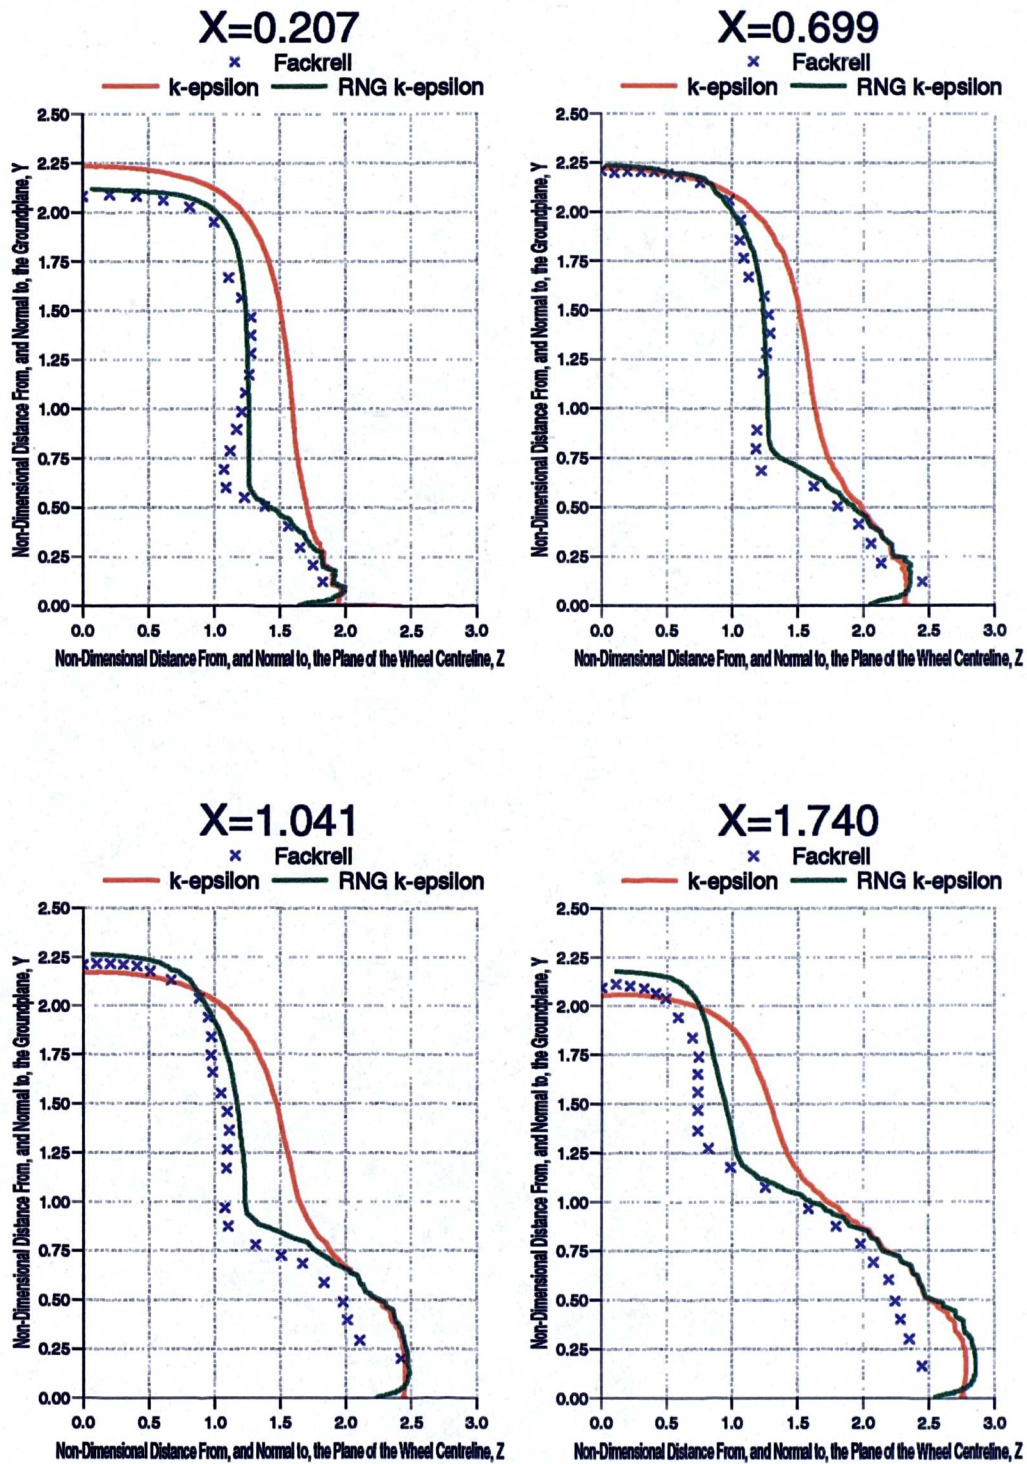 X=0.207
× Fackrell
k-epsilon RNG k-epsilon
Non-Dimensional Distance From, and Normal to, the Groundplane, Y
2.50
2.25
2.00
1.75
1.50
1.25
1.00
0.75
0.50
0.25
0.00
0.0 0.5 1.0 1.5 2.0 2.5 3.0
Non-Dimensional Distance From, and Normal to, the Plane of the Wheel Centreline, Z
X=0.699
× Fackrell
k-epsilon RNG k-epsilon
Non-Dimensional Distance From, and Normal to, the Groundplane, Y
2.50
2.25
2.00
1.75
1.50
1.25
1.00
0.75
0.50
0.25
0.00
0.0 0.5 1.0 1.5 2.0 2.5 3.0
Non-Dimensional Distance From, and Normal to, the Plane of the Wheel Centreline, Z
X=1.041
× Fackrell
k-epsilon RNG k-epsilon
Non-Dimensional Distance From, and Normal to, the Groundplane, Y
2.50
2.25
2.00
1.75
1.50
1.25
1.00
0.75
0.50
0.25
0.00
0.0 0.5 1.0 1.5 2.0 2.5 3.0
Non-Dimensional Distance From, and Normal to, the Plane of the Wheel Centreline, Z
X=1.740
× Fackrell
k-epsilon RNG k-epsilon
Non-Dimensional Distance From, and Normal to, the Groundplane, Y
2.50
2.25
2.00
1.75
1.50
1.25
1.00
0.75
0.50
0.25
0.00
0.0 0.5 1.0 1.5 2.0 2.5 3.0
Non-Dimensional Distance From, and Normal to, the Plane of the Wheel Centreline, Z